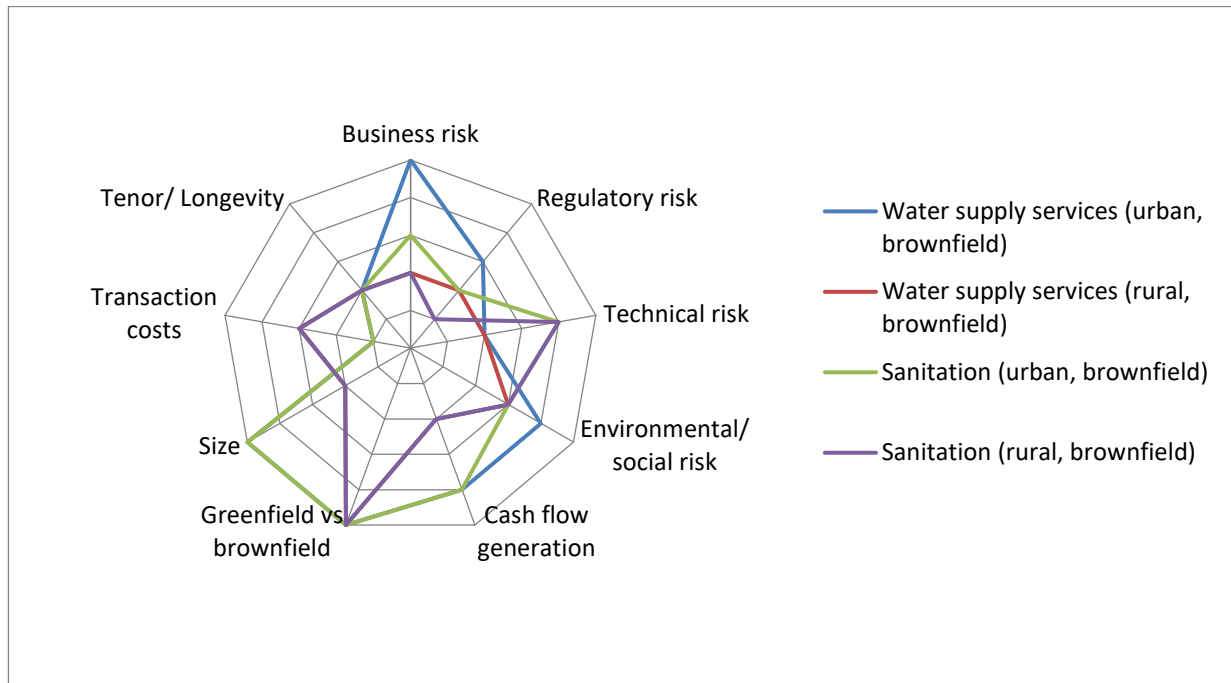 Business risk
Tenor/ Longevity
Regulatory risk
Transaction
costs
Technical risk
Size
Environmental/
social risk
Greenfield vs
brownfield
Cash flow
generation
Water supply services (urban,
brownfield)
Water supply services (rural,
brownfield)
Sanitation (urban, brownfield)
Sanitation (rural, brownfield)